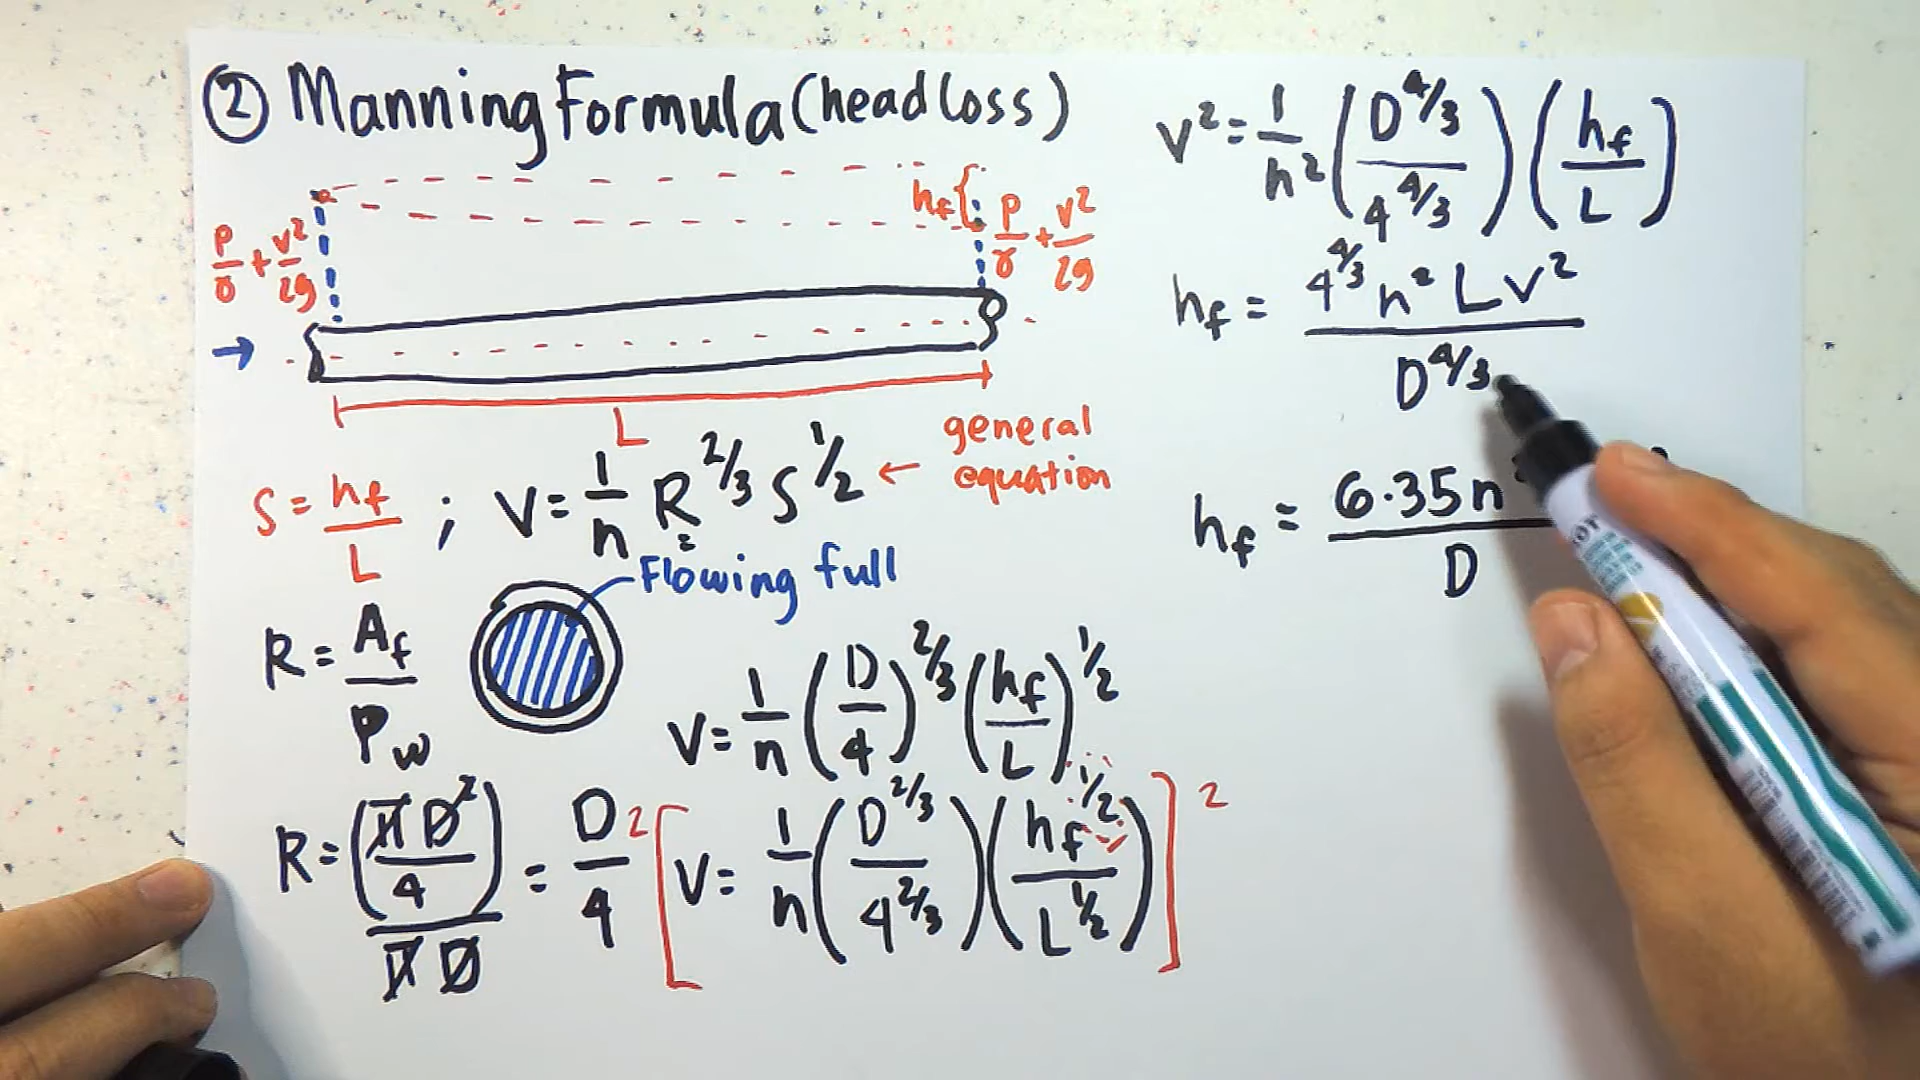 ② Manning Formula (head loss)
hf
P/γ + v²/2g
P/γ + v²/2g
L
S = hf/L ; V = 1/n R^2/3 S^1/2 ← general equation
Flowing full
R = Af/Pw
V = 1/n (D/4)^2/3 (hf/L)^1/2
R = (πD²/4)/(πD) = D/4
2 [V = 1/n (D^2/3 / 4^2/3) (hf^1/2 / L^1/2)]^2
v² = 1/n² (D^4/3 / 4^4/3) (hf/L)
hf = 4^4/3 n² L v² / D^4/3
hf = 6.35 n / D